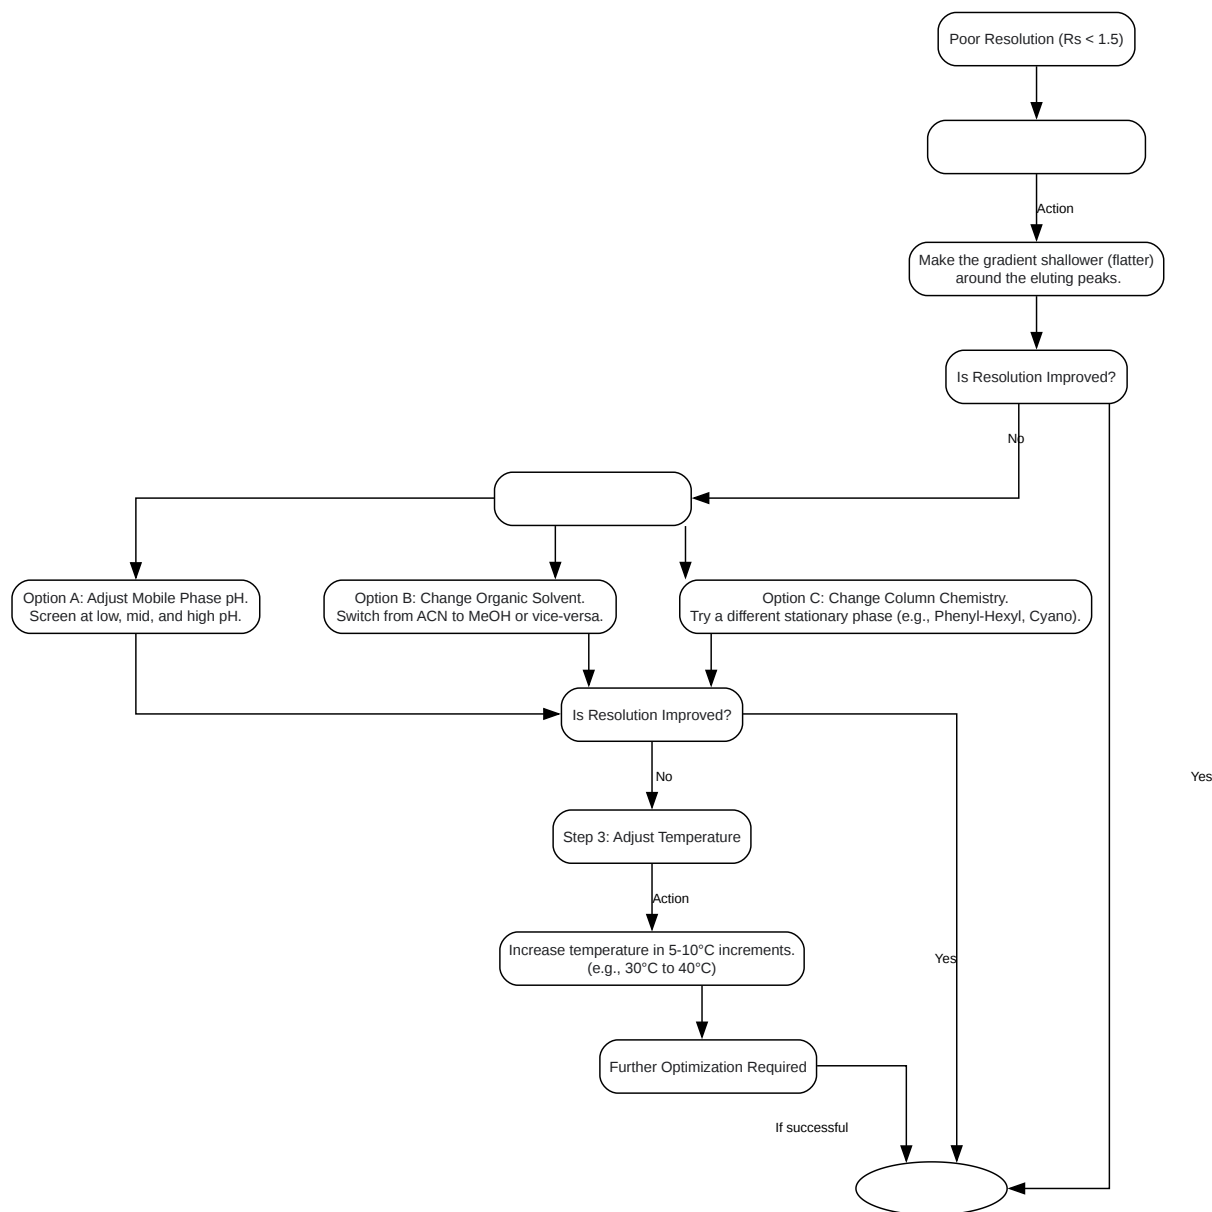 Poor Resolution (Rs < 1.5)
Action
Make the gradient shallower (flatter)
around the eluting peaks.
Is Resolution Improved?
No
Option A: Adjust Mobile Phase pH.
Screen at low, mid, and high pH.
Option B: Change Organic Solvent.
Switch from ACN to MeOH or vice-versa.
Option C: Change Column Chemistry.
Try a different stationary phase (e.g., Phenyl-Hexyl, Cyano).
Is Resolution Improved?
No
Yes
Step 3: Adjust Temperature
Action
Increase temperature in 5-10°C increments.
(e.g., 30°C to 40°C)
Yes
Further Optimization Required
If successful